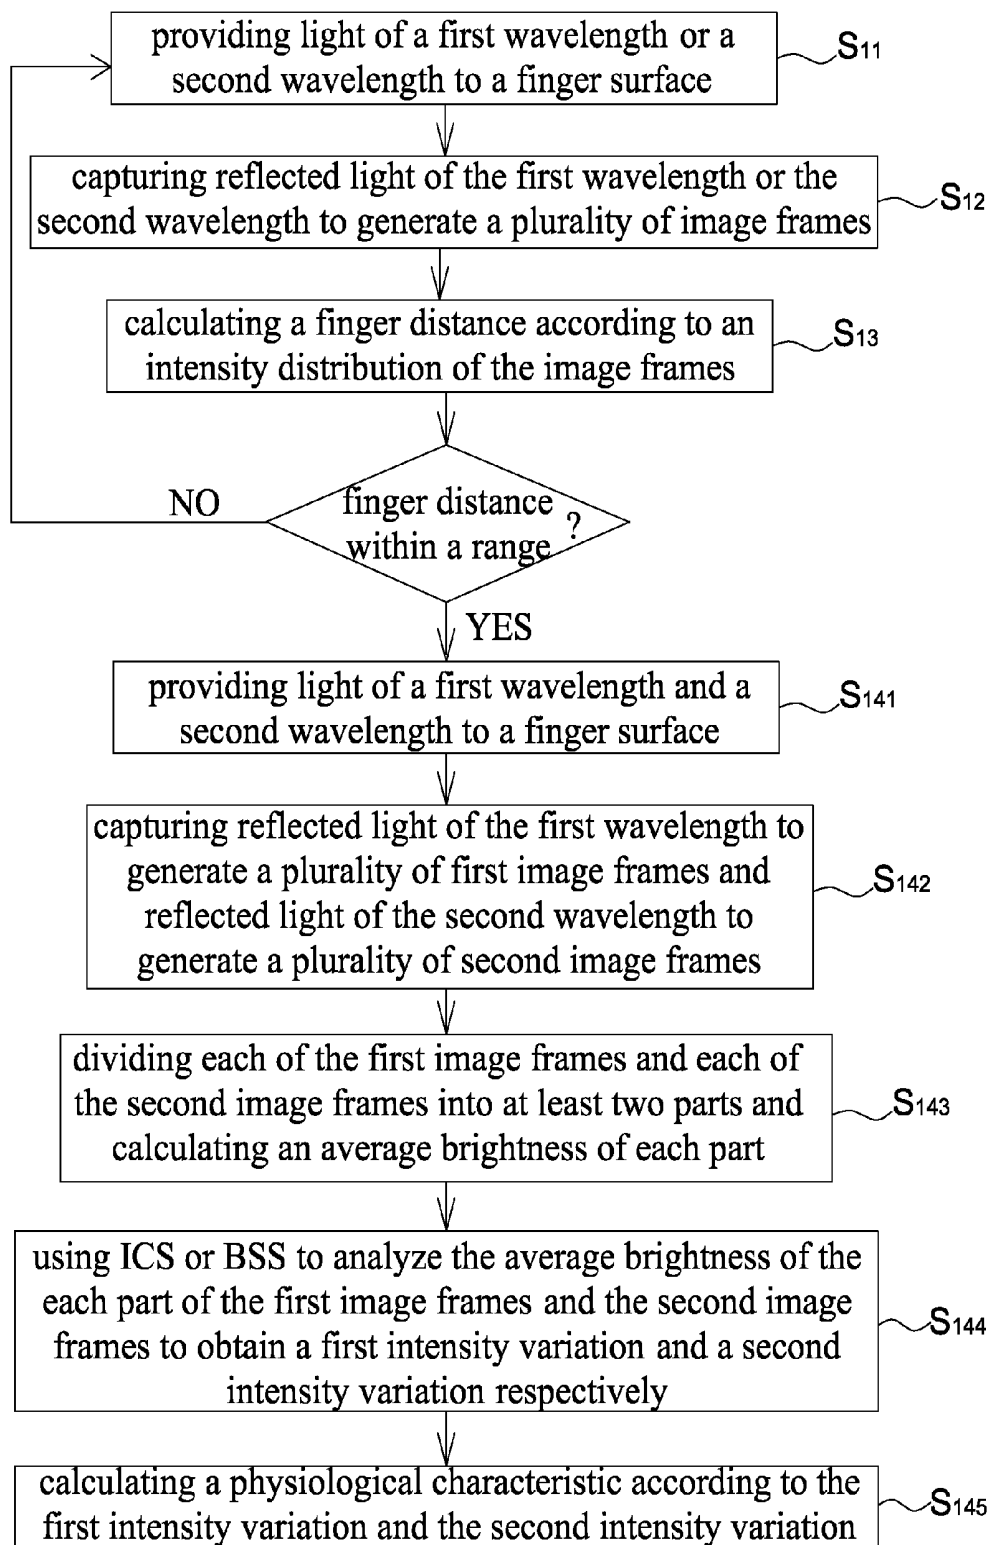 providing light of a first wavelength or a
second wavelength to a finger surface
S11
capturing reflected light of the first wavelength or the
second wavelength to generate a plurality of image frames
S12
calculating a finger distance according to an
intensity distribution of the image frames
S13
finger distance
within a range ?
NO
YES
providing light of a first wavelength and a
second wavelength to a finger surface
S141
capturing reflected light of the first wavelength to
generate a plurality of first image frames and
reflected light of the second wavelength to
generate a plurality of second image frames
S142
dividing each of the first image frames and each of
the second image frames into at least two parts and
calculating an average brightness of each part
S143
using ICS or BSS to analyze the average brightness of the
each part of the first image frames and the second image
frames to obtain a first intensity variation and a second
intensity variation respectively
S144
calculating a physiological characteristic according to the
first intensity variation and the second intensity variation
S145